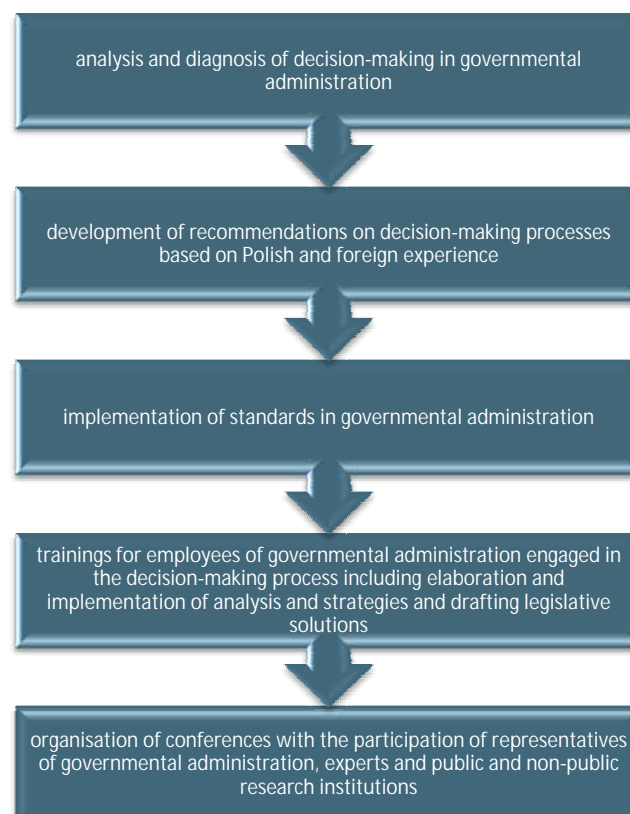 analysis and diagnosis of decision-making in governmental
administration
development of recommendations on decision-making processes
based on Polish and foreign experience
implementation of standards in governmental administration
trainings for employees of governmental administration engaged in
the decision-making process including elaboration and
implementation of analysis and strategies and drafting legislative
solutions
organisation of conferences with the participation of representatives
of governmental administration, experts and public and non-public
research institutions